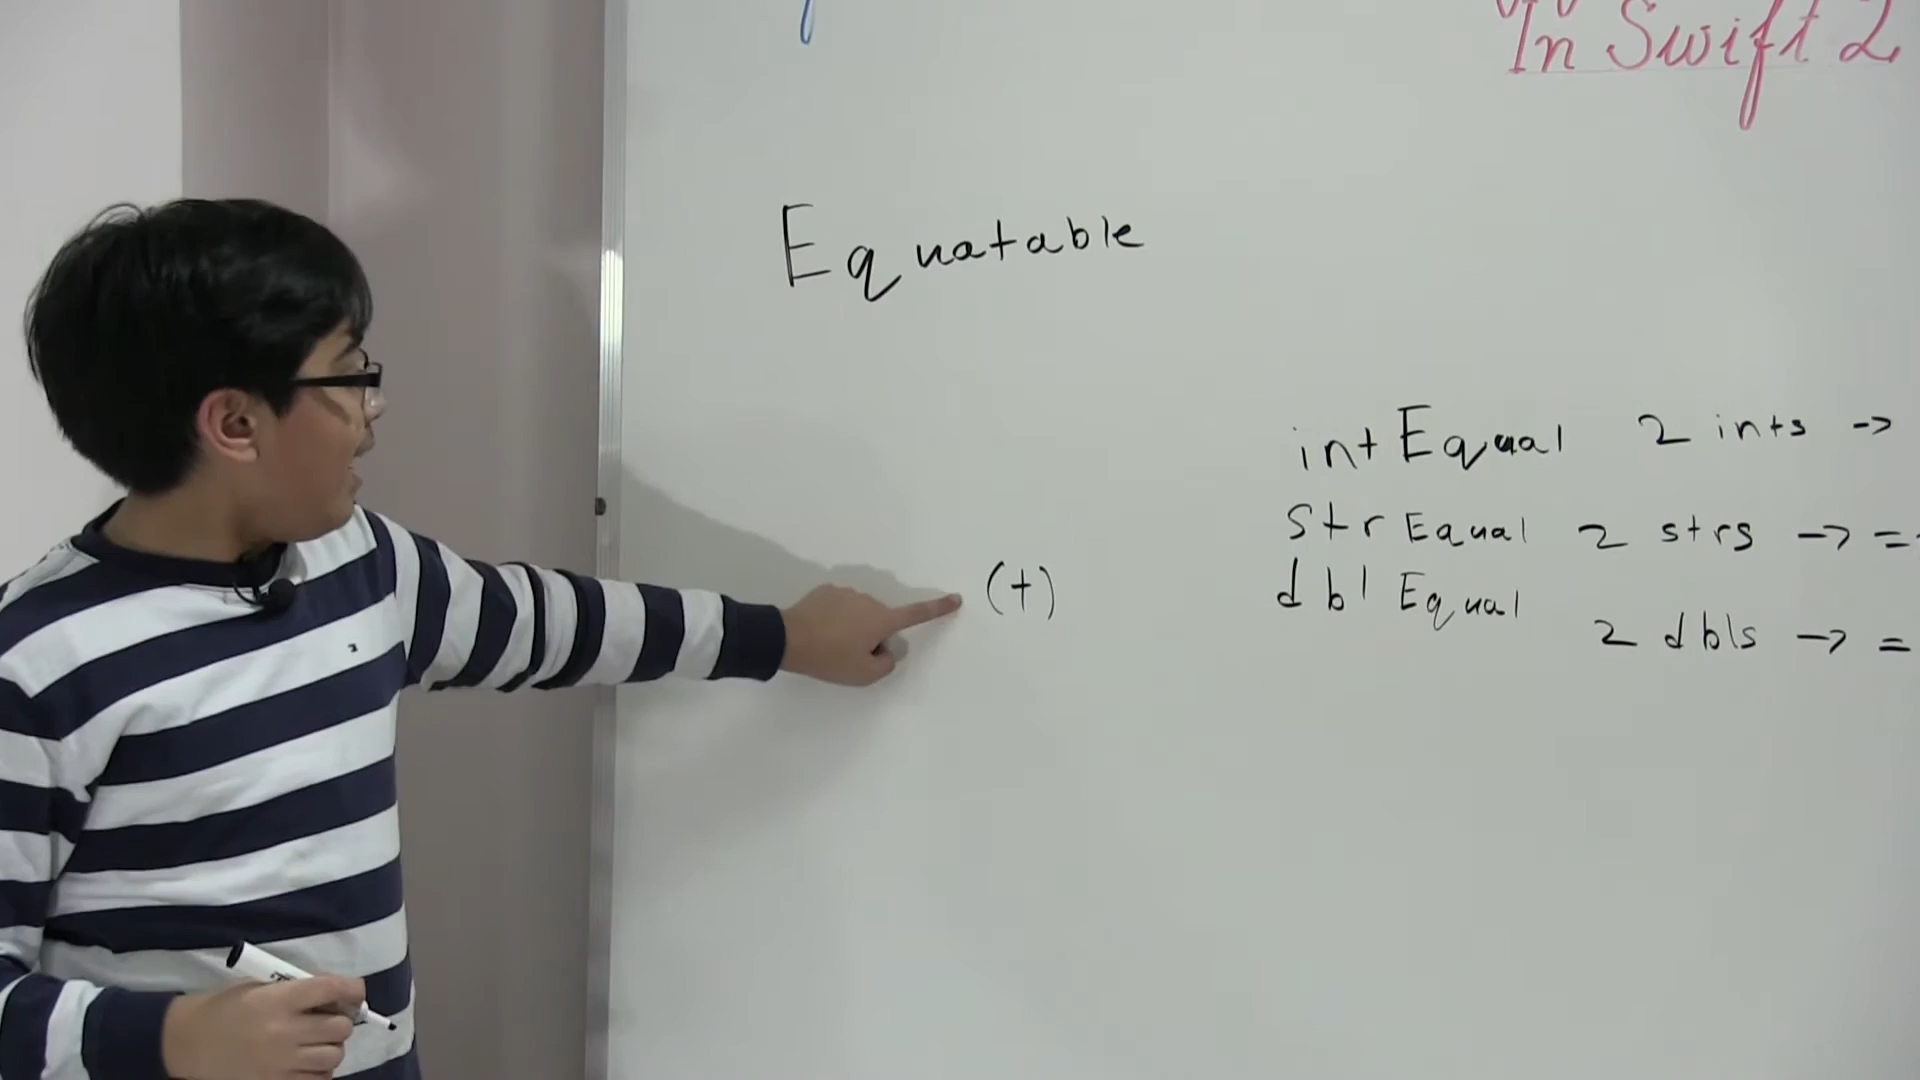 In Swift 2
Equatable
intEqual 2 ints ->
strEqual 2 strs -> =
(+)
dblEqual
2 dbls -> =